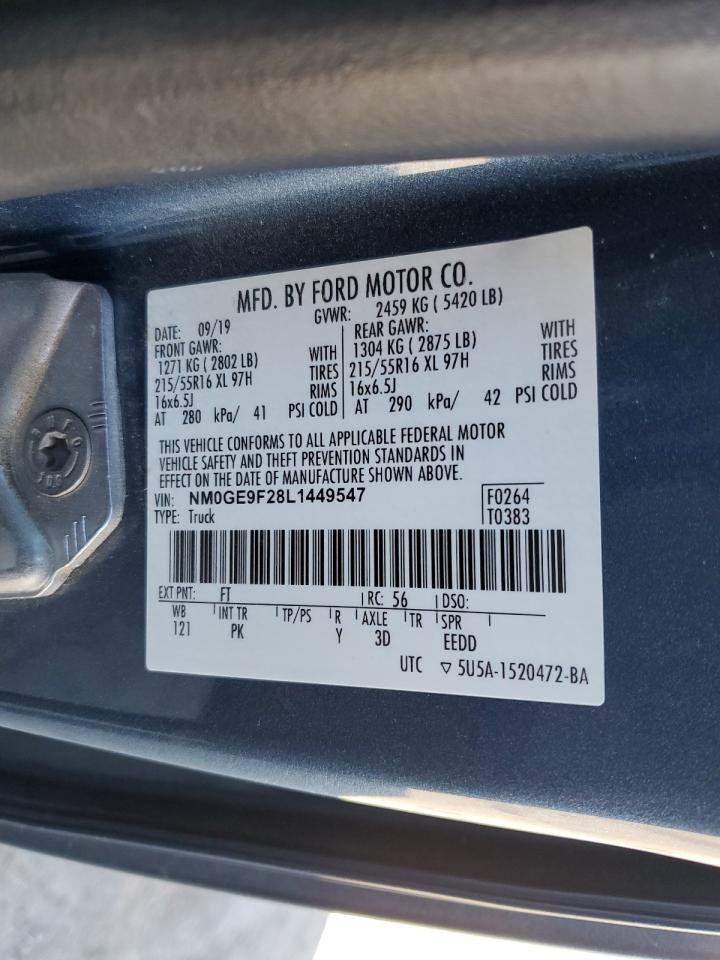 MFD. BY FORD MOTOR CO.
DATE: 09/19 GVWR: 2459 KG ( 5420 LB)
FRONT GAWR: REAR GAWR:
1271 KG ( 2802 LB) WITH 1304 KG ( 2875 LB) WITH
215/55R16 XL 97H TIRES 215/55R16 XL 97H TIRES
16x6.5J RIMS 16x6.5J RIMS
AT 280 kPa/ 41 PSI COLD AT 290 kPa/ 42 PSI COLD
THIS VEHICLE CONFORMS TO ALL APPLICABLE FEDERAL MOTOR
VEHICLE SAFETY AND THEFT PREVENTION STANDARDS IN
EFFECT ON THE DATE OF MANUFACTURE SHOWN ABOVE.
VIN: NM0GE9F28L1449547 F0264
TYPE: Truck T0383
EXT PNT: FT RC: 56 DSO:
WB INT TR TP/PS R AXLE TR SPR
121 PK Y 3D EEDD
UTC ▽ 5U5A-1520472-BA